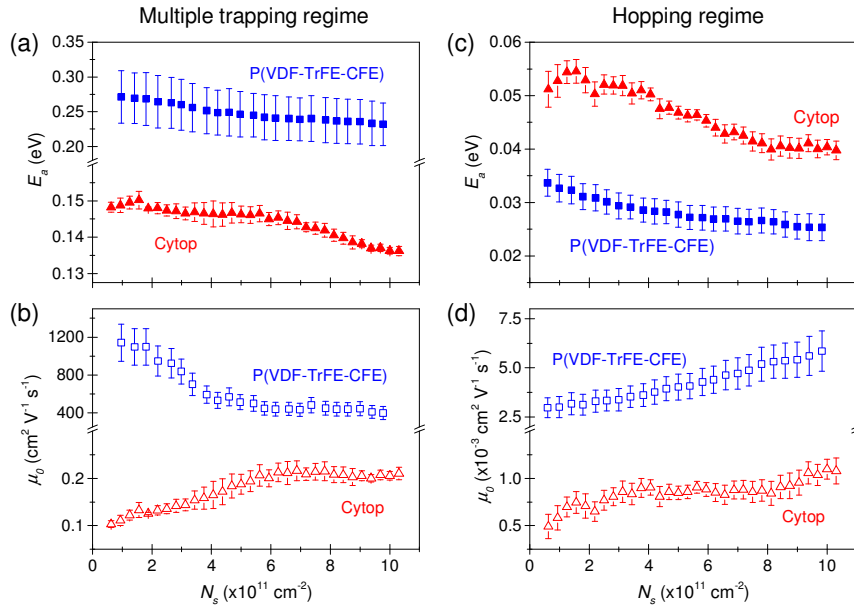 Multiple trapping regime
Hopping regime
(a)
0.35
0.30
0.25
0.20
0.15
0.14
0.13
E_a (eV)
P(VDF-TrFE-CFE)
Cytop
(c)
0.06
0.05
0.04
0.03
0.02
E_a (eV)
Cytop
P(VDF-TrFE-CFE)
(b)
1200
800
400
0.2
0.1
μ_0 (cm² V⁻¹ s⁻¹)
P(VDF-TrFE-CFE)
Cytop
0 2 4 6 8 10
N_s (x10¹¹ cm⁻²)
(d)
7.5
5.0
2.5
1.0
0.5
μ_0 (x10⁻³ cm² V⁻¹ s⁻¹)
P(VDF-TrFE-CFE)
Cytop
0 2 4 6 8 10
N_s (x10¹¹ cm⁻²)